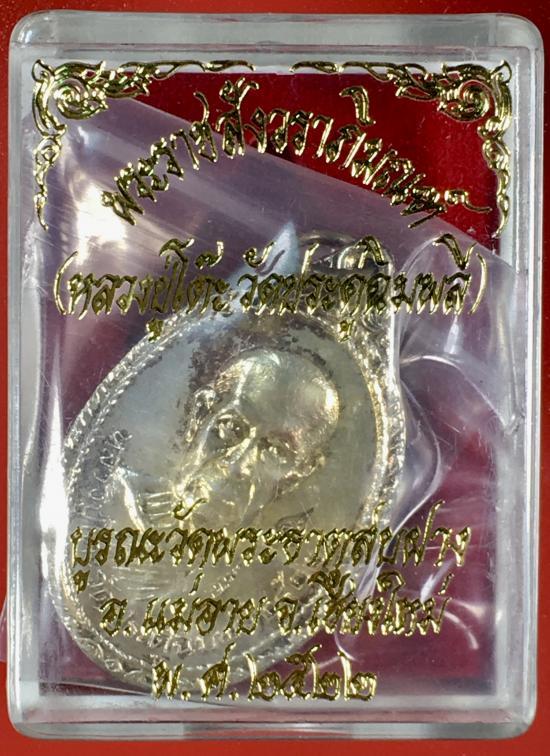 พระราชสังวราภิมณฑ์
(หลวงปู่โต๊ะ วัดประดู่ฉิมพลี)
บูรณะวัดพระธาตุสบฝาง
อ. แม่อาย จ. เชียงใหม่
พ. ศ. ๒๕๒๒